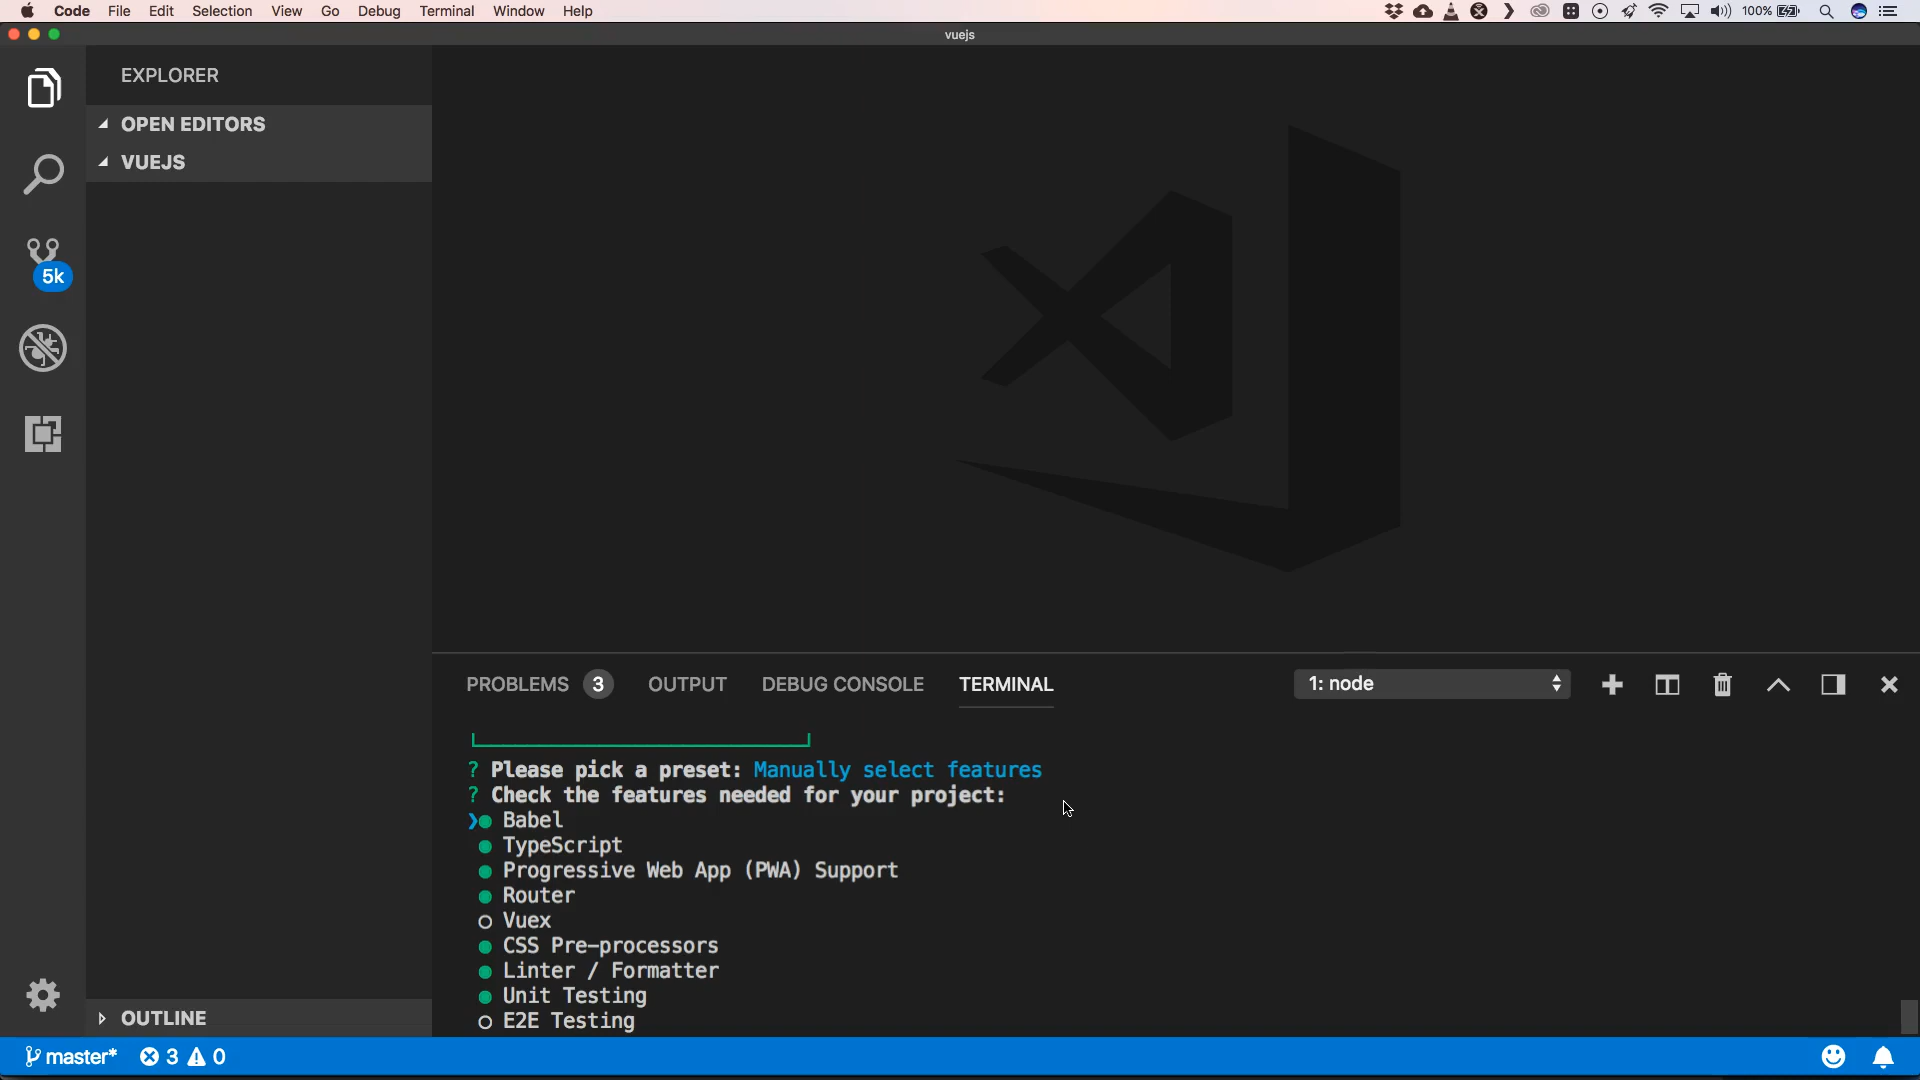 Code File Edit Selection View Go Debug Terminal Window Help 100%
vuejs
EXPLORER
OPEN EDITORS
VUEJS
5k
OUTLINE
PROBLEMS 3 OUTPUT DEBUG CONSOLE TERMINAL 1: node
? Please pick a preset: Manually select features
? Check the features needed for your project:
❯● Babel
● TypeScript
● Progressive Web App (PWA) Support
● Router
○ Vuex
● CSS Pre-processors
● Linter / Formatter
● Unit Testing
○ E2E Testing
master* 3 0